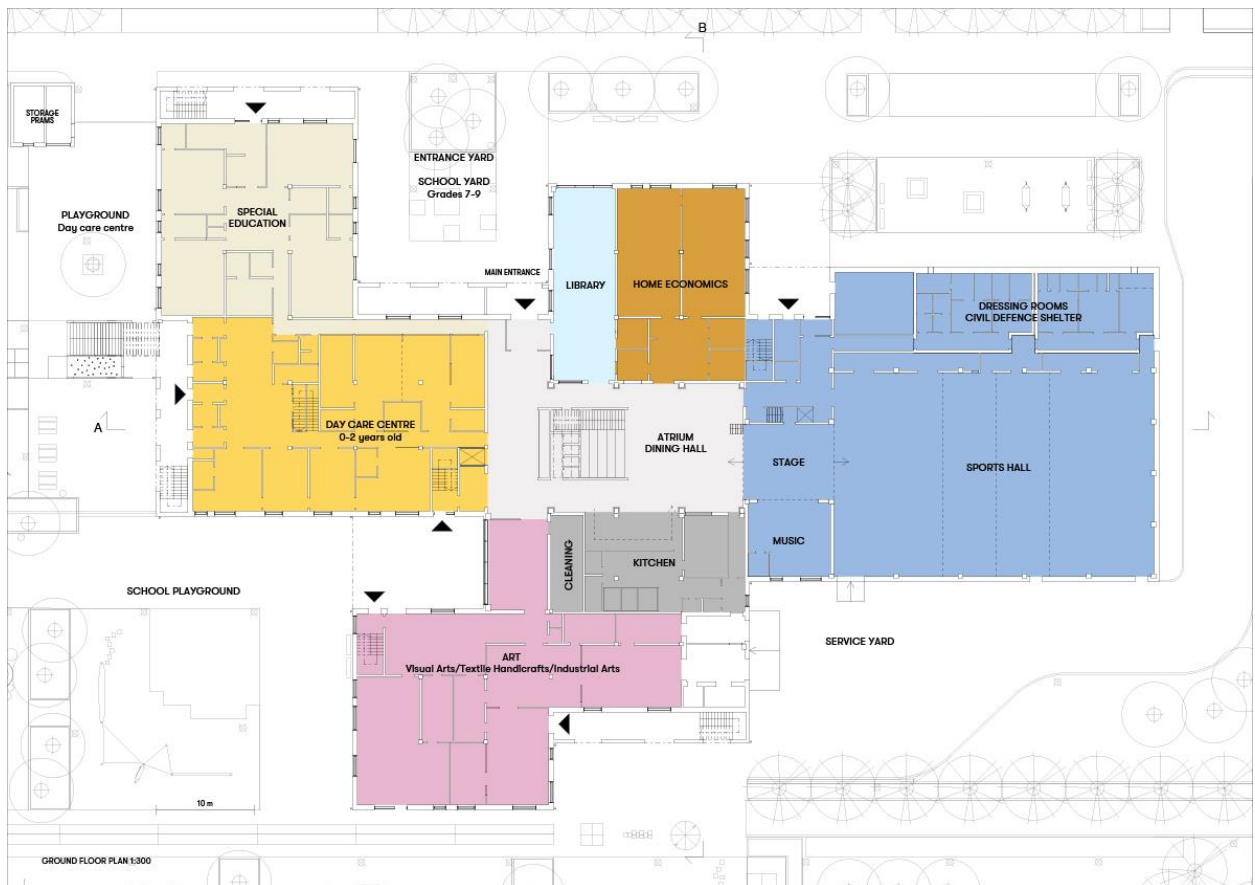 B
STORAGE
PRAMS
ENTRANCE YARD
SCHOOL YARD
Grades 7-9
PLAYGROUND
Day care centre
SPECIAL
EDUCATION
MAIN ENTRANCE
LIBRARY
HOME ECONOMICS
DRESSING ROOMS
CIVIL DEFENCE SHELTER
A
DAY CARE CENTRE
0-2 years old
ATRIUM
DINING HALL
STAGE
SPORTS HALL
MUSIC
CLEANING
KITCHEN
SCHOOL PLAYGROUND
SERVICE YARD
ART
Visual Arts/Textile Handicrafts/Industrial Arts
10 m
GROUND FLOOR PLAN 1:300